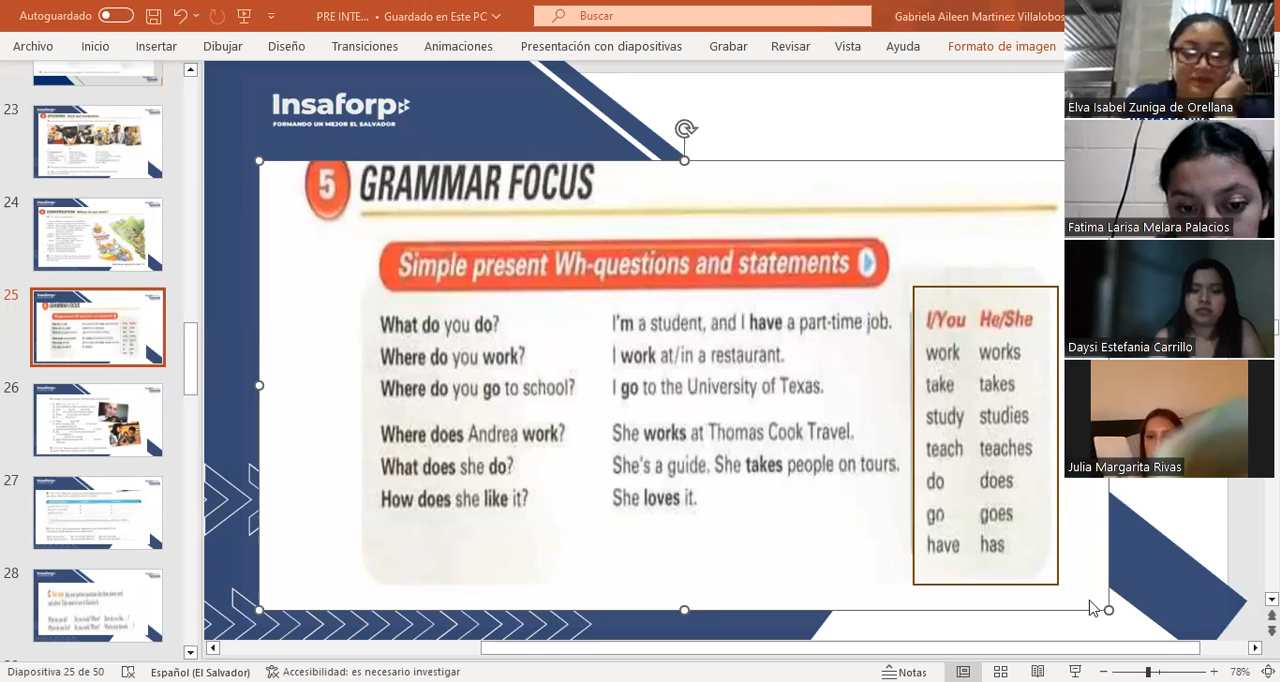 Autoguardado
PRE INTE... • Guardado en Este PC
Buscar
Gabriela Aileen Martinez Villalobos
Archivo Inicio Insertar Dibujar Diseño Transiciones Animaciones Presentación con diapositivas Grabar Revisar Vista Ayuda Formato de imagen
23
24
25
26
27
28
Insaforp
FORMANDO UN MEJOR EL SALVADOR
5 GRAMMAR FOCUS
Simple present Wh-questions and statements
What do you do? I'm a student, and I have a part-time job.
Where do you work? I work at/in a restaurant.
Where do you go to school? I go to the University of Texas.
Where does Andrea work? She works at Thomas Cook Travel.
What does she do? She's a guide. She takes people on tours.
How does she like it? She loves it.
I/You He/She
work works
take takes
study studies
teach teaches
do does
go goes
have has
Elva Isabel Zuniga de Orellana
Fatima Larisa Melara Palacios
Daysi Estefania Carrillo
Julia Margarita Rivas
Diapositiva 25 de 50
Español (El Salvador)
Accesibilidad: es necesario investigar
Notas
78%